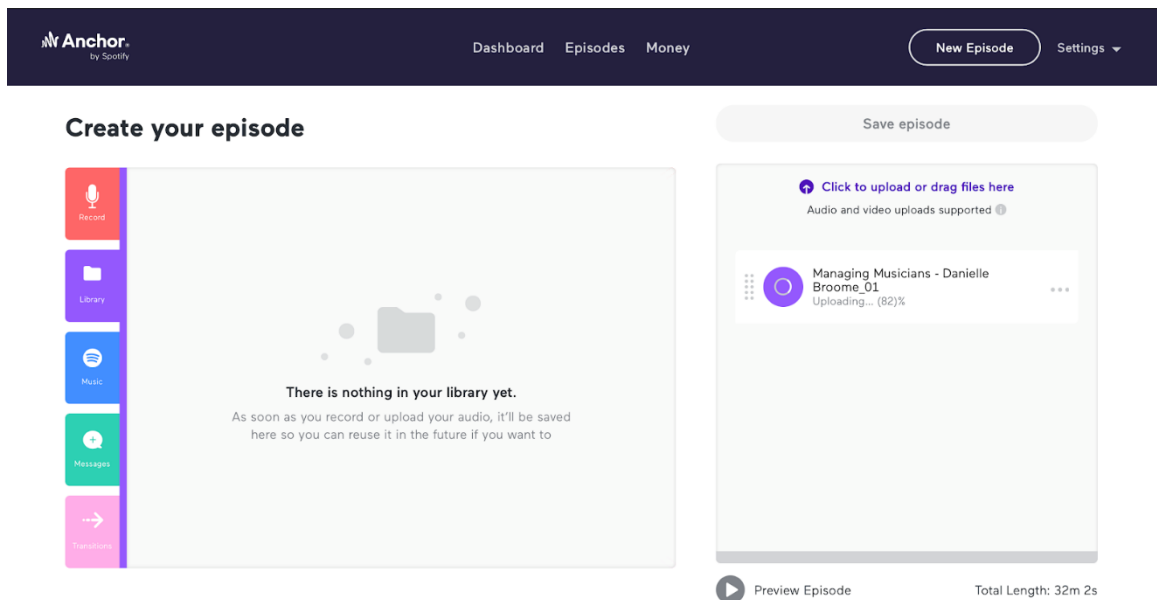 Anchor.
by Spotify
Dashboard Episodes Money
New Episode
Settings
Create your episode
Save episode
Record
Library
Music
Messages
Transitions
There is nothing in your library yet.
As soon as you record or upload your audio, it'll be saved
here so you can reuse it in the future if you want to
Click to upload or drag files here
Audio and video uploads supported
Managing Musicians - Danielle
Broome_01
Uploading... (82)%
Preview Episode
Total Length: 32m 2s